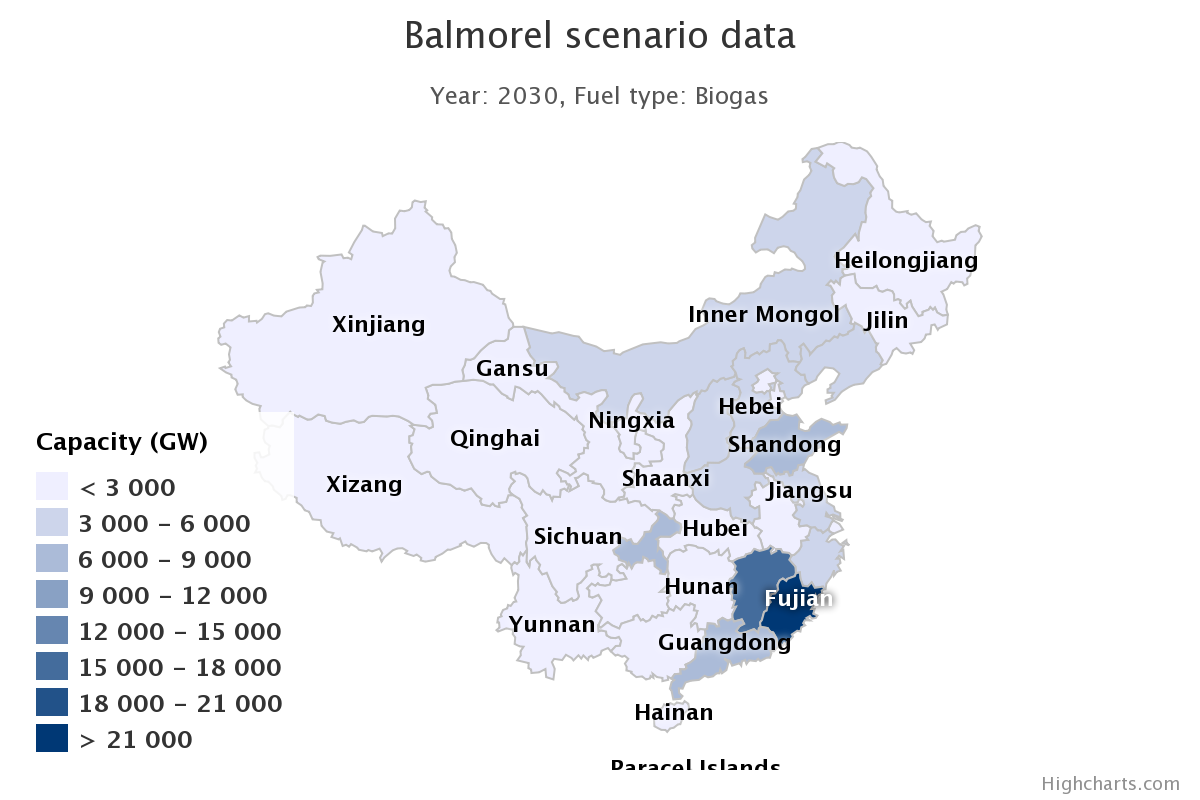 Balmorel scenario data
Year: 2030, Fuel type: Biogas
Heilongjiang
Inner Mongol
Jilin
Xinjiang
Gansu
Hebei
Ningxia
Qinghai
Shandong
Shaanxi
Xizang
Jiangsu
Hubei
Sichuan
Hunan
Fujian
Yunnan
Guangdong
Hainan
Paracel Islands
Capacity (GW)
< 3 000
3 000 – 6 000
6 000 – 9 000
9 000 – 12 000
12 000 – 15 000
15 000 – 18 000
18 000 – 21 000
> 21 000
Highcharts.com